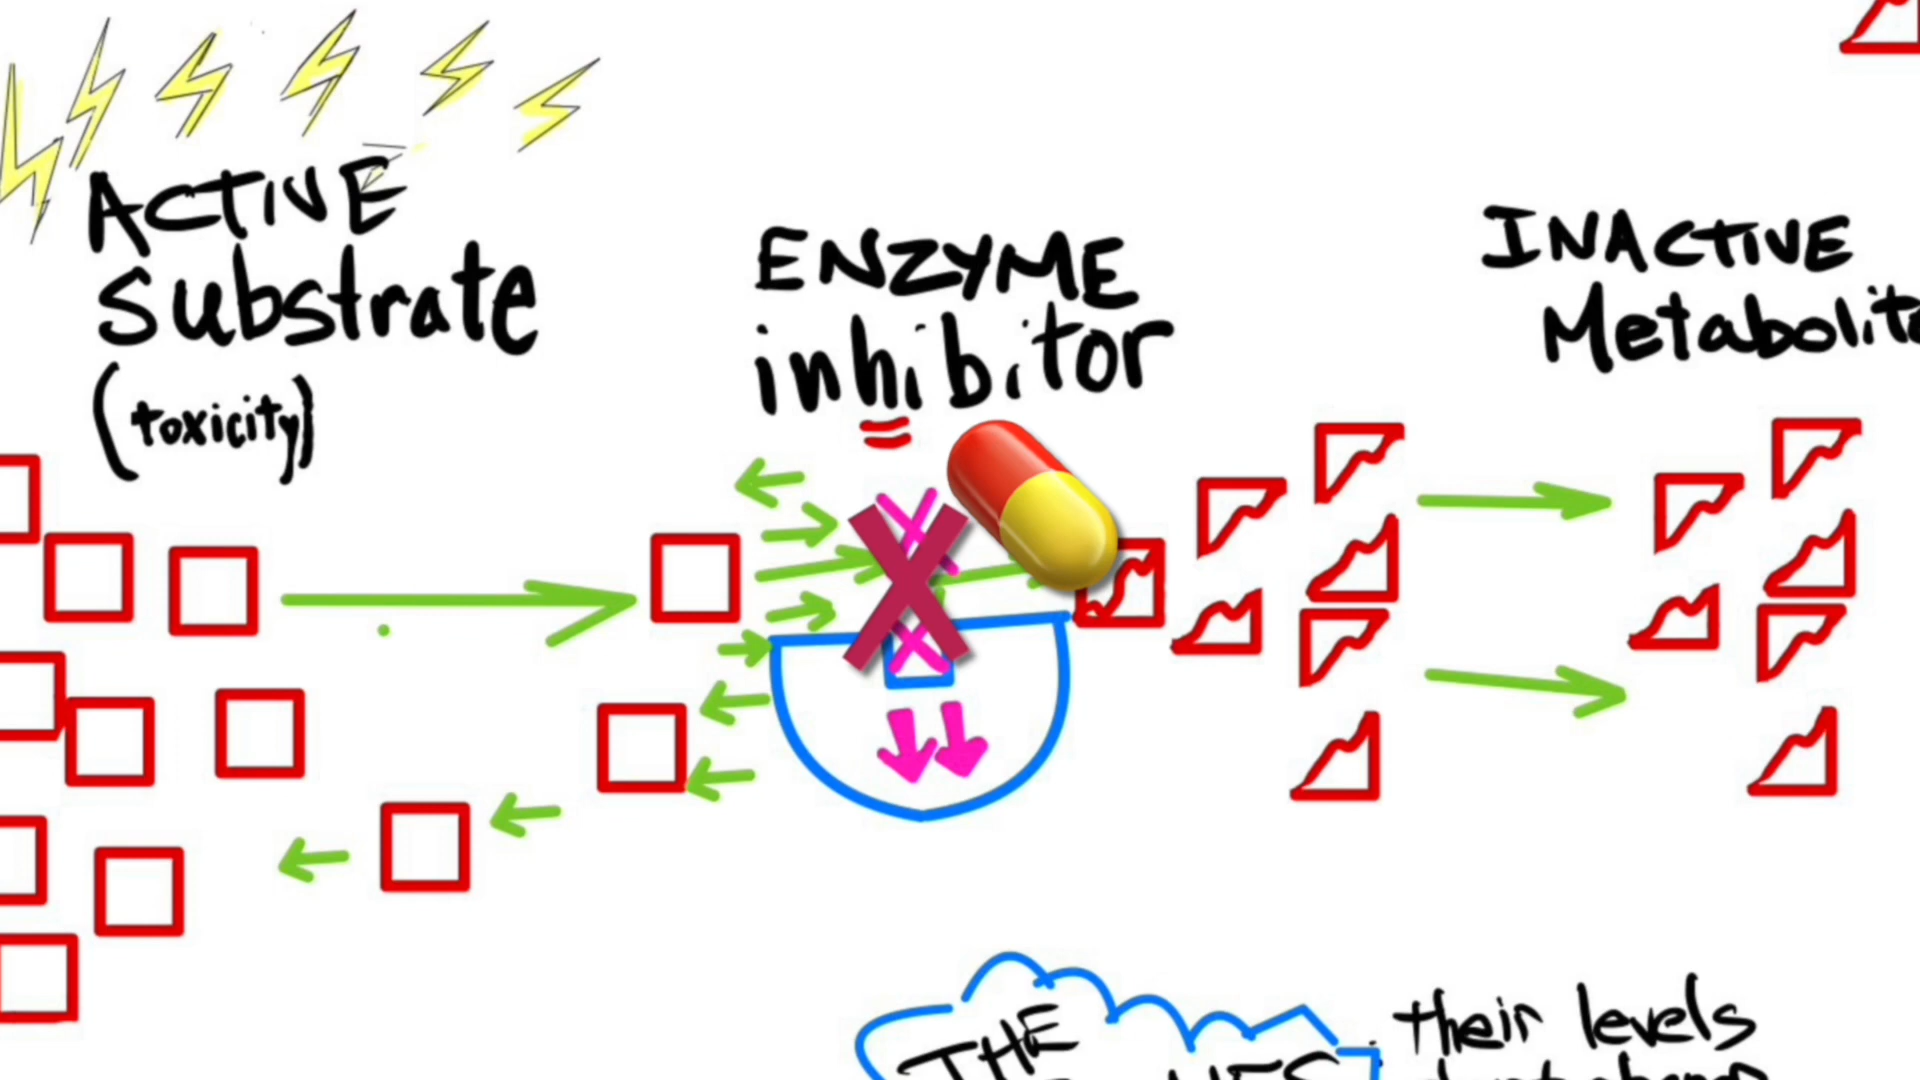 ACTIVE
Substrate
(toxicity)
ENZYME
inhibitor
INACTIVE
Metabolite
THE
their levels